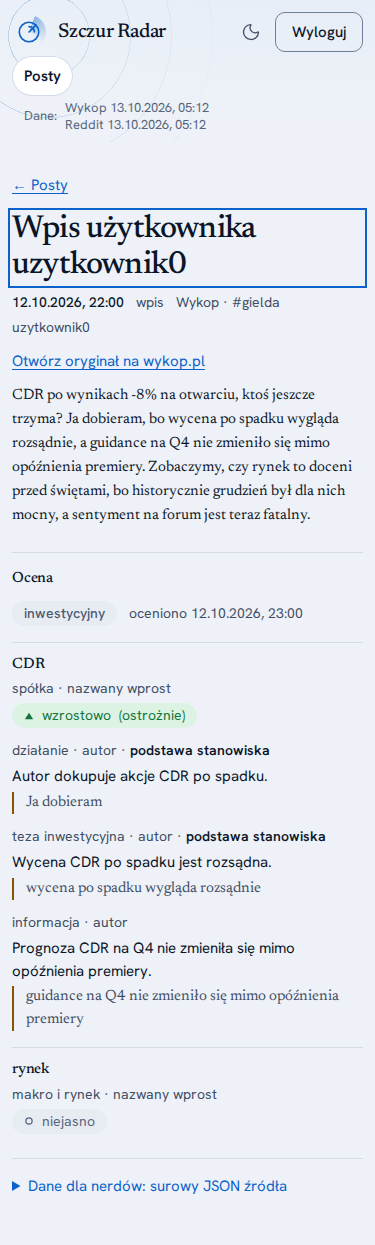 Szczur Radar
Wyloguj
Posty
Dane:
Wykop 13.10.2026, 05:12
Reddit 13.10.2026, 05:12
← Posty
Wpis użytkownika
uzytkownik0
12.10.2026, 22:00 wpis Wykop · #gielda
uzytkownik0
Otwórz oryginał na wykop.pl
CDR po wynikach -8% na otwarciu, ktoś jeszcze
trzyma? Ja dobieram, bo wycena po spadku wygląda
rozsądnie, a guidance na Q4 nie zmieniło się mimo
opóźnienia premiery. Zobaczymy, czy rynek to doceni
przed świętami, bo historycznie grudzień był dla nich
mocny, a sentyment na forum jest teraz fatalny.
Ocena
inwestycyjny oceniono 12.10.2026, 23:00
CDR
spółka · nazwany wprost
▲ wzrostowo (ostrożnie)
działanie · autor · podstawa stanowiska
Autor dokupuje akcje CDR po spadku.
Ja dobieram
teza inwestycyjna · autor · podstawa stanowiska
Wycena CDR po spadku jest rozsądna.
wycena po spadku wygląda rozsądnie
informacja · autor
Prognoza CDR na Q4 nie zmieniła się mimo
opóźnienia premiery.
guidance na Q4 nie zmieniło się mimo opóźnienia
premiery
rynek
makro i rynek · nazwany wprost
niejasno
▶ Dane dla nerdów: surowy JSON źródła